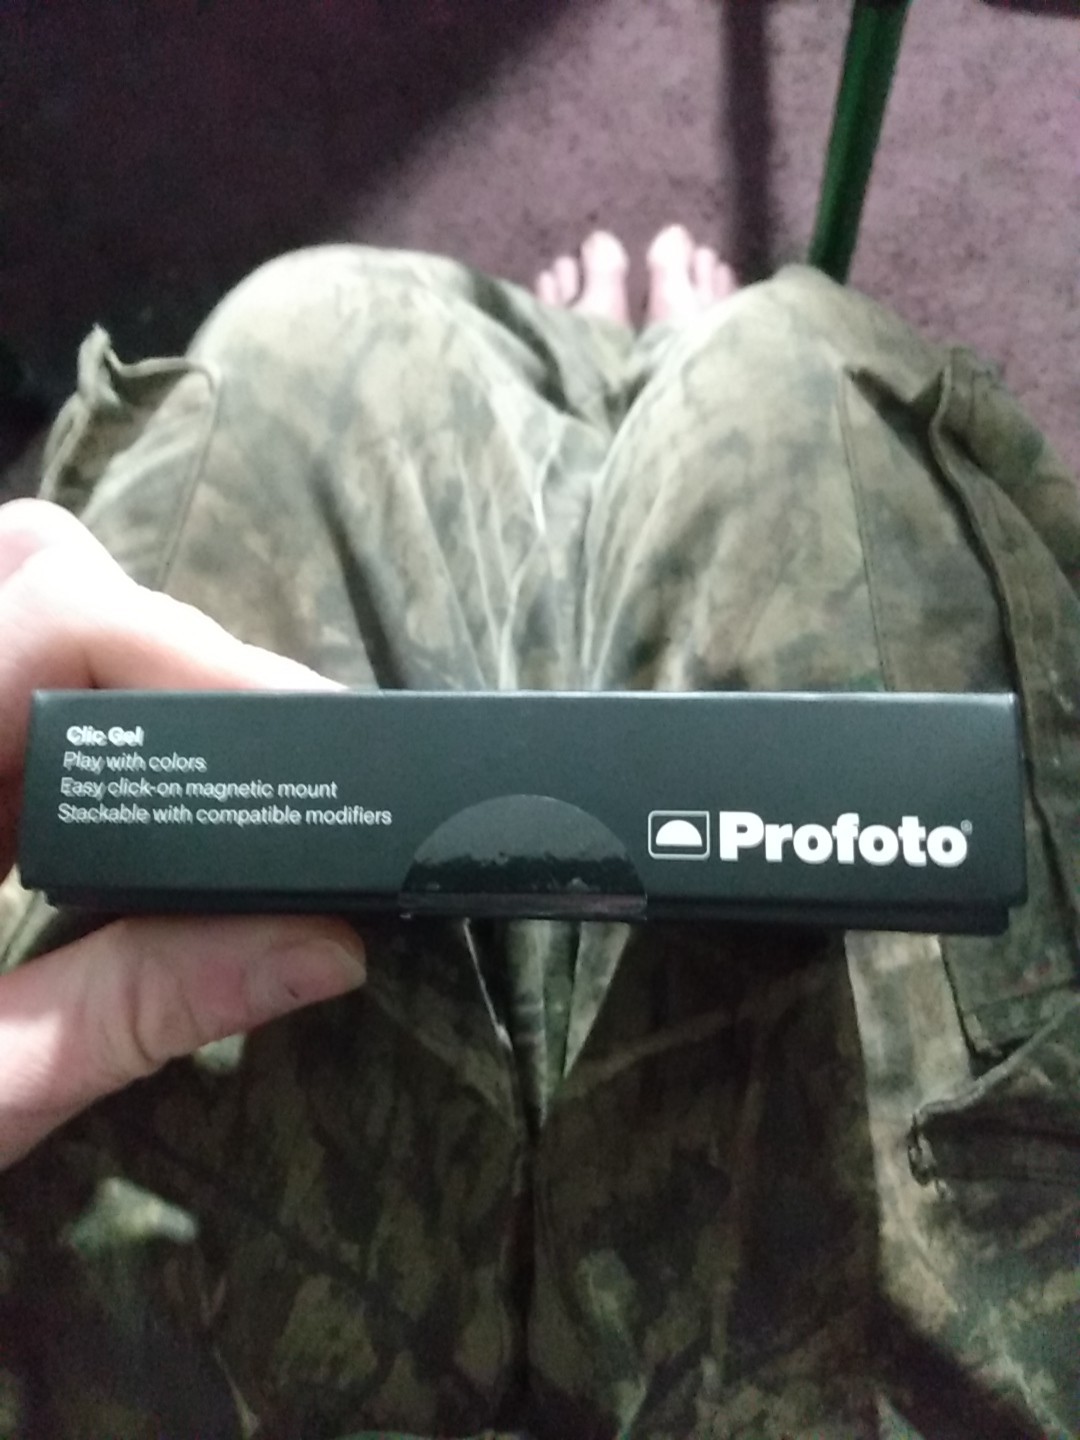 Clic Gel
Play with colors
Easy click-on magnetic mount
Stackable with compatible modifiers
Profoto®